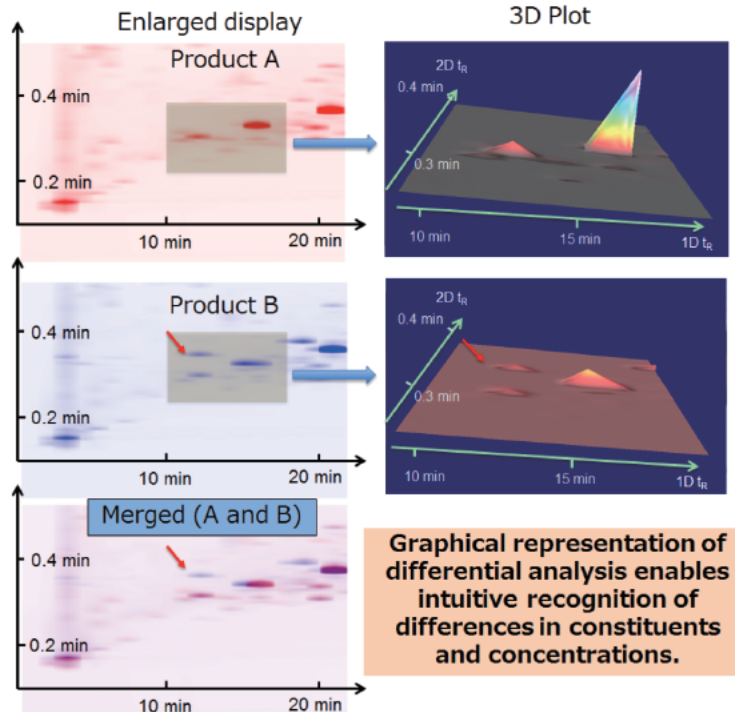 Enlarged display
3D Plot
Product A
0.4 min
0.2 min
10 min
20 min
2D tR
0.4 min
0.3 min
10 min
15 min
1D tR
Product B
0.4 min
0.2 min
10 min
20 min
2D tR
0.4 min
0.3 min
10 min
15 min
1D tR
Merged (A and B)
0.4 min
0.2 min
10 min
20 min
Graphical representation of
differential analysis enables
intuitive recognition of
differences in constituents
and concentrations.